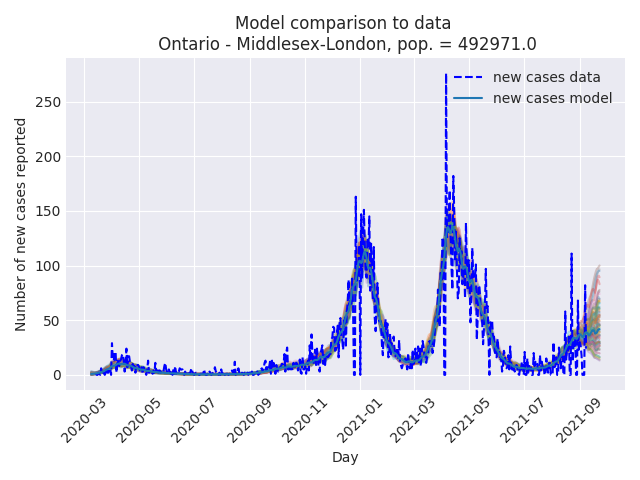 Model comparison to data
Ontario - Middlesex-London, pop. = 492971.0
new cases data
new cases model
Number of new cases reported
250
200
150
100
50
0
2020-03
2020-05
2020-07
2020-09
2020-11
2021-01
2021-03
2021-05
2021-07
2021-09
Day